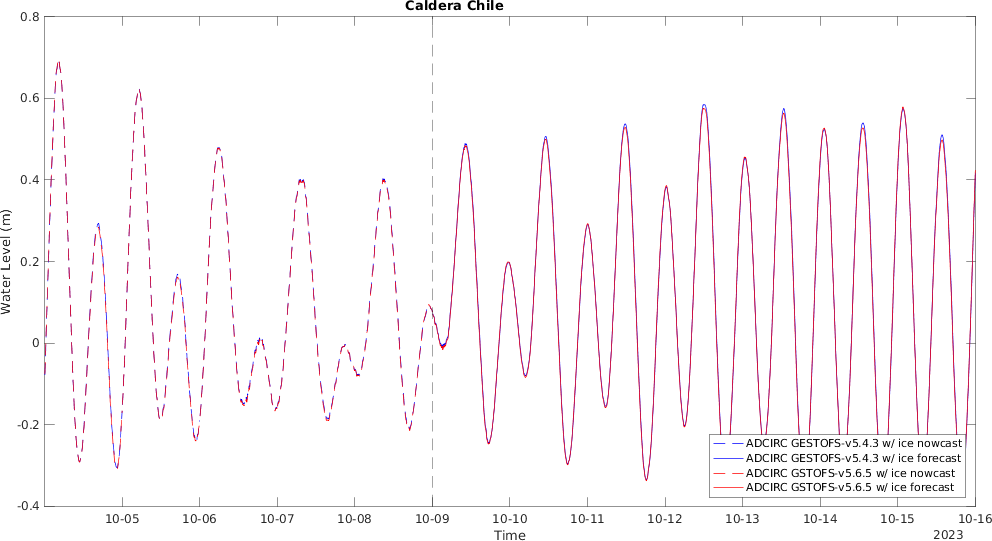 Caldera Chile
0.8
0.6
0.4
0.2
0
-0.2
-0.4
Water Level (m)
ADCIRC GESTOFS-v5.4.3 w/ ice nowcast
ADCIRC GESTOFS-v5.4.3 w/ ice forecast
ADCIRC GSTOFS-v5.6.5 w/ ice nowcast
ADCIRC GSTOFS-v5.6.5 w/ ice forecast
10-05 10-06 10-07 10-08 10-09 10-10 10-11 10-12 10-13 10-14 10-15 10-16
Time
2023